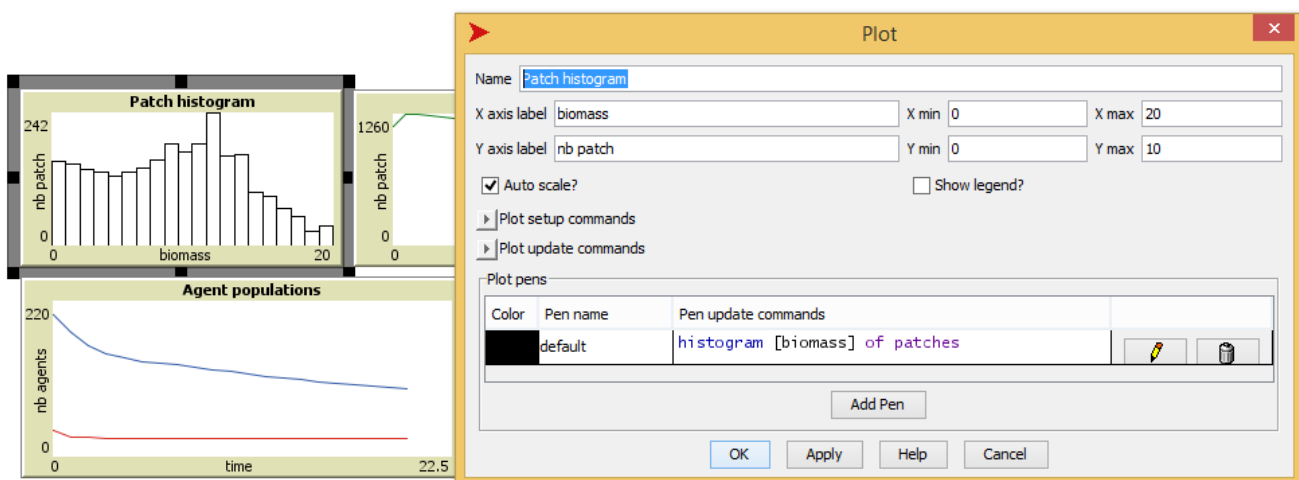 Patch histogram
242
nb patch
0
0 biomass 20
1260
nb patch
0
0
Agent populations
220
nb agents
0
0 time 22.5
Plot
Name Patch histogram
X axis label biomass X min 0 X max 20
Y axis label nb patch Y min 0 Y max 10
Auto scale? Show legend?
Plot setup commands
Plot update commands
Plot pens
Color Pen name Pen update commands
default histogram [biomass] of patches
Add Pen
OK Apply Help Cancel